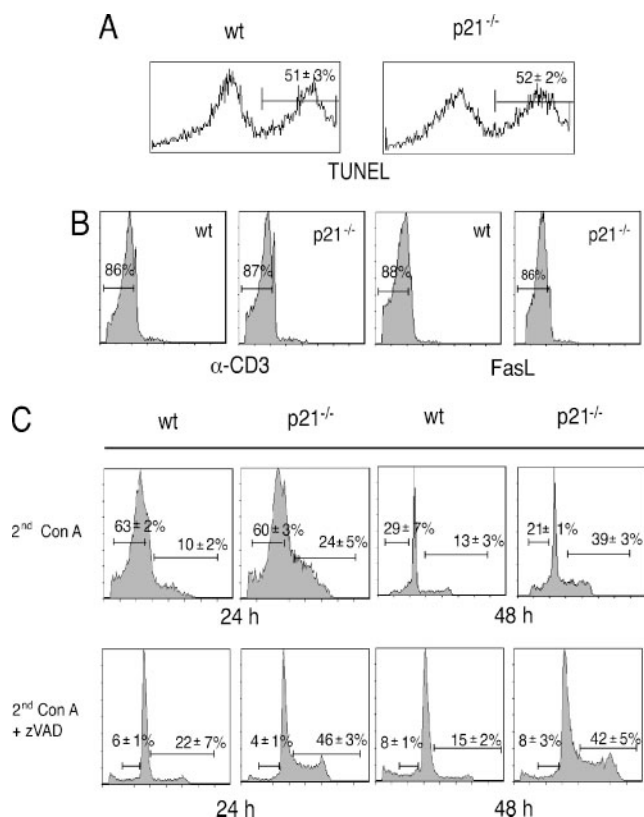 A
wt
p21-/-
51± 3%
52± 2%
TUNEL
B
wt
p21-/-
wt
p21-/-
86%
87%
88%
86%
α-CD3
FasL
C
wt
p21-/-
wt
p21-/-
2nd Con A
63± 2%
10±2%
60± 3%
24±5%
29± 7%
13± 3%
21± 1%
39± 3%
24 h
48 h
2nd Con A
+ zVAD
6± 1%
22± 7%
4± 1%
46± 3%
8± 1%
15± 2%
8± 3%
42± 5%
24 h
48 h